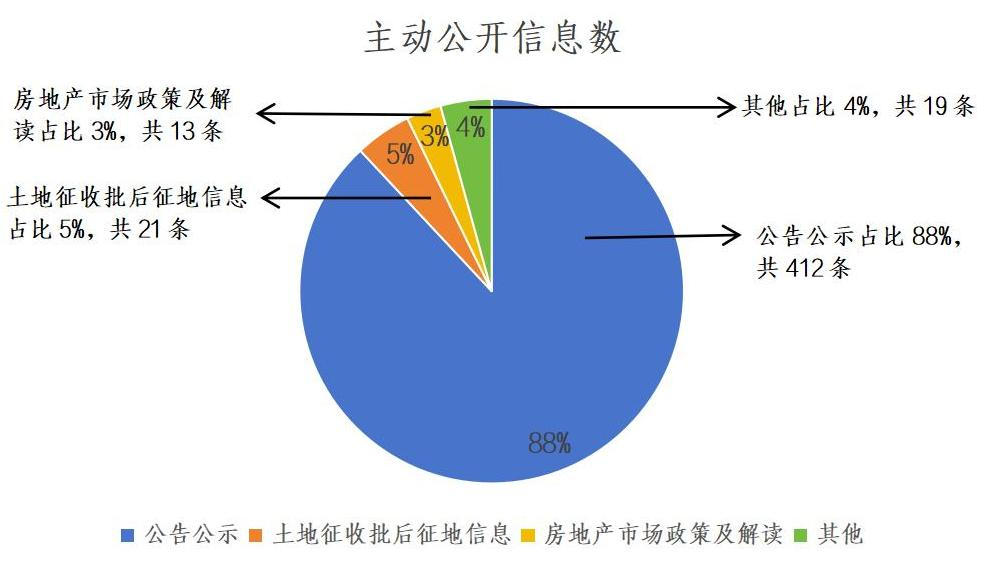 主动公开信息数
房地产市场政策及解
读占比 3%，共 13 条
其他占比 4%，共 19 条
3%
4%
5%
土地征收批后征地信息
占比 5%，共 21 条
公告公示占比 88%，
共 412 条
88%
公告公示 土地征收批后征地信息 房地产市场政策及解读 其他